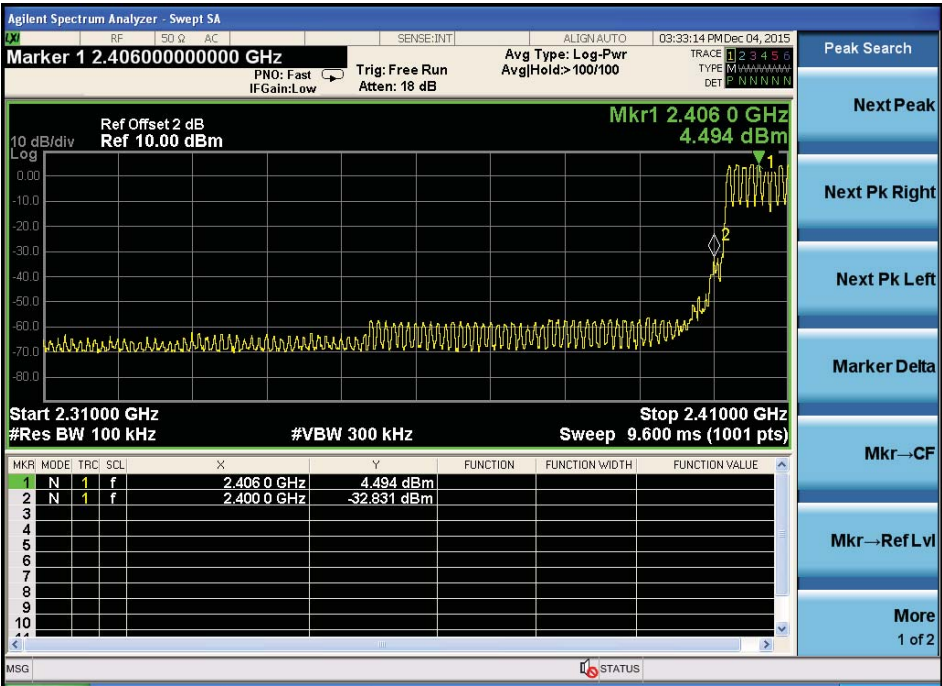 Agilent Spectrum Analyzer - Swept SA
LXI RF 50 Ω AC SENSE:INT ALIGN AUTO 03:33:14 PM Dec 04, 2015
Marker 1 2.406000000000 GHz
PNO: Fast
IFGain:Low
Trig: Free Run
Atten: 18 dB
Avg Type: Log-Pwr
Avg|Hold:>100/100
TRACE 1 2 3 4 5 6
TYPE M
DET P N N N N N
Peak Search
Next Peak
Next Pk Right
Next Pk Left
Marker Delta
Mkr→CF
Mkr→Ref Lvl
More
1 of 2
Mkr1 2.406 0 GHz
4.494 dBm
Ref Offset 2 dB
10 dB/div Ref 10.00 dBm
Log
0.00
-10.0
-20.0
-30.0
-40.0
-50.0
-60.0
-70.0
-80.0
1
2
Start 2.31000 GHz Stop 2.41000 GHz
#Res BW 100 kHz #VBW 300 kHz Sweep 9.600 ms (1001 pts)
MKR MODE TRC SCL X Y FUNCTION FUNCTION WIDTH FUNCTION VALUE
1 N 1 f 2.406 0 GHz 4.494 dBm
2 N 1 f 2.400 0 GHz -32.831 dBm
3
4
5
6
7
8
9
10
11
MSG STATUS